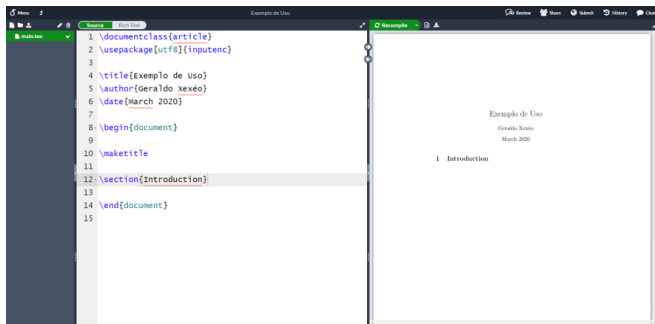 Menu
Exemplo de Uso
Review Share Submit History Chat
Source Rich Text
Recompile
main.tex
1 \documentclass{article}
2 \usepackage[utf8]{inputenc}
3
4 \title{Exemplo de Uso}
5 \author{Geraldo Xexéo}
6 \date{March 2020}
7
8 \begin{document}
9
10 \maketitle
11
12 \section{Introduction}
13
14 \end{document}
15
Exemplo de Uso
Geraldo Xexéo
March 2020
1 Introduction